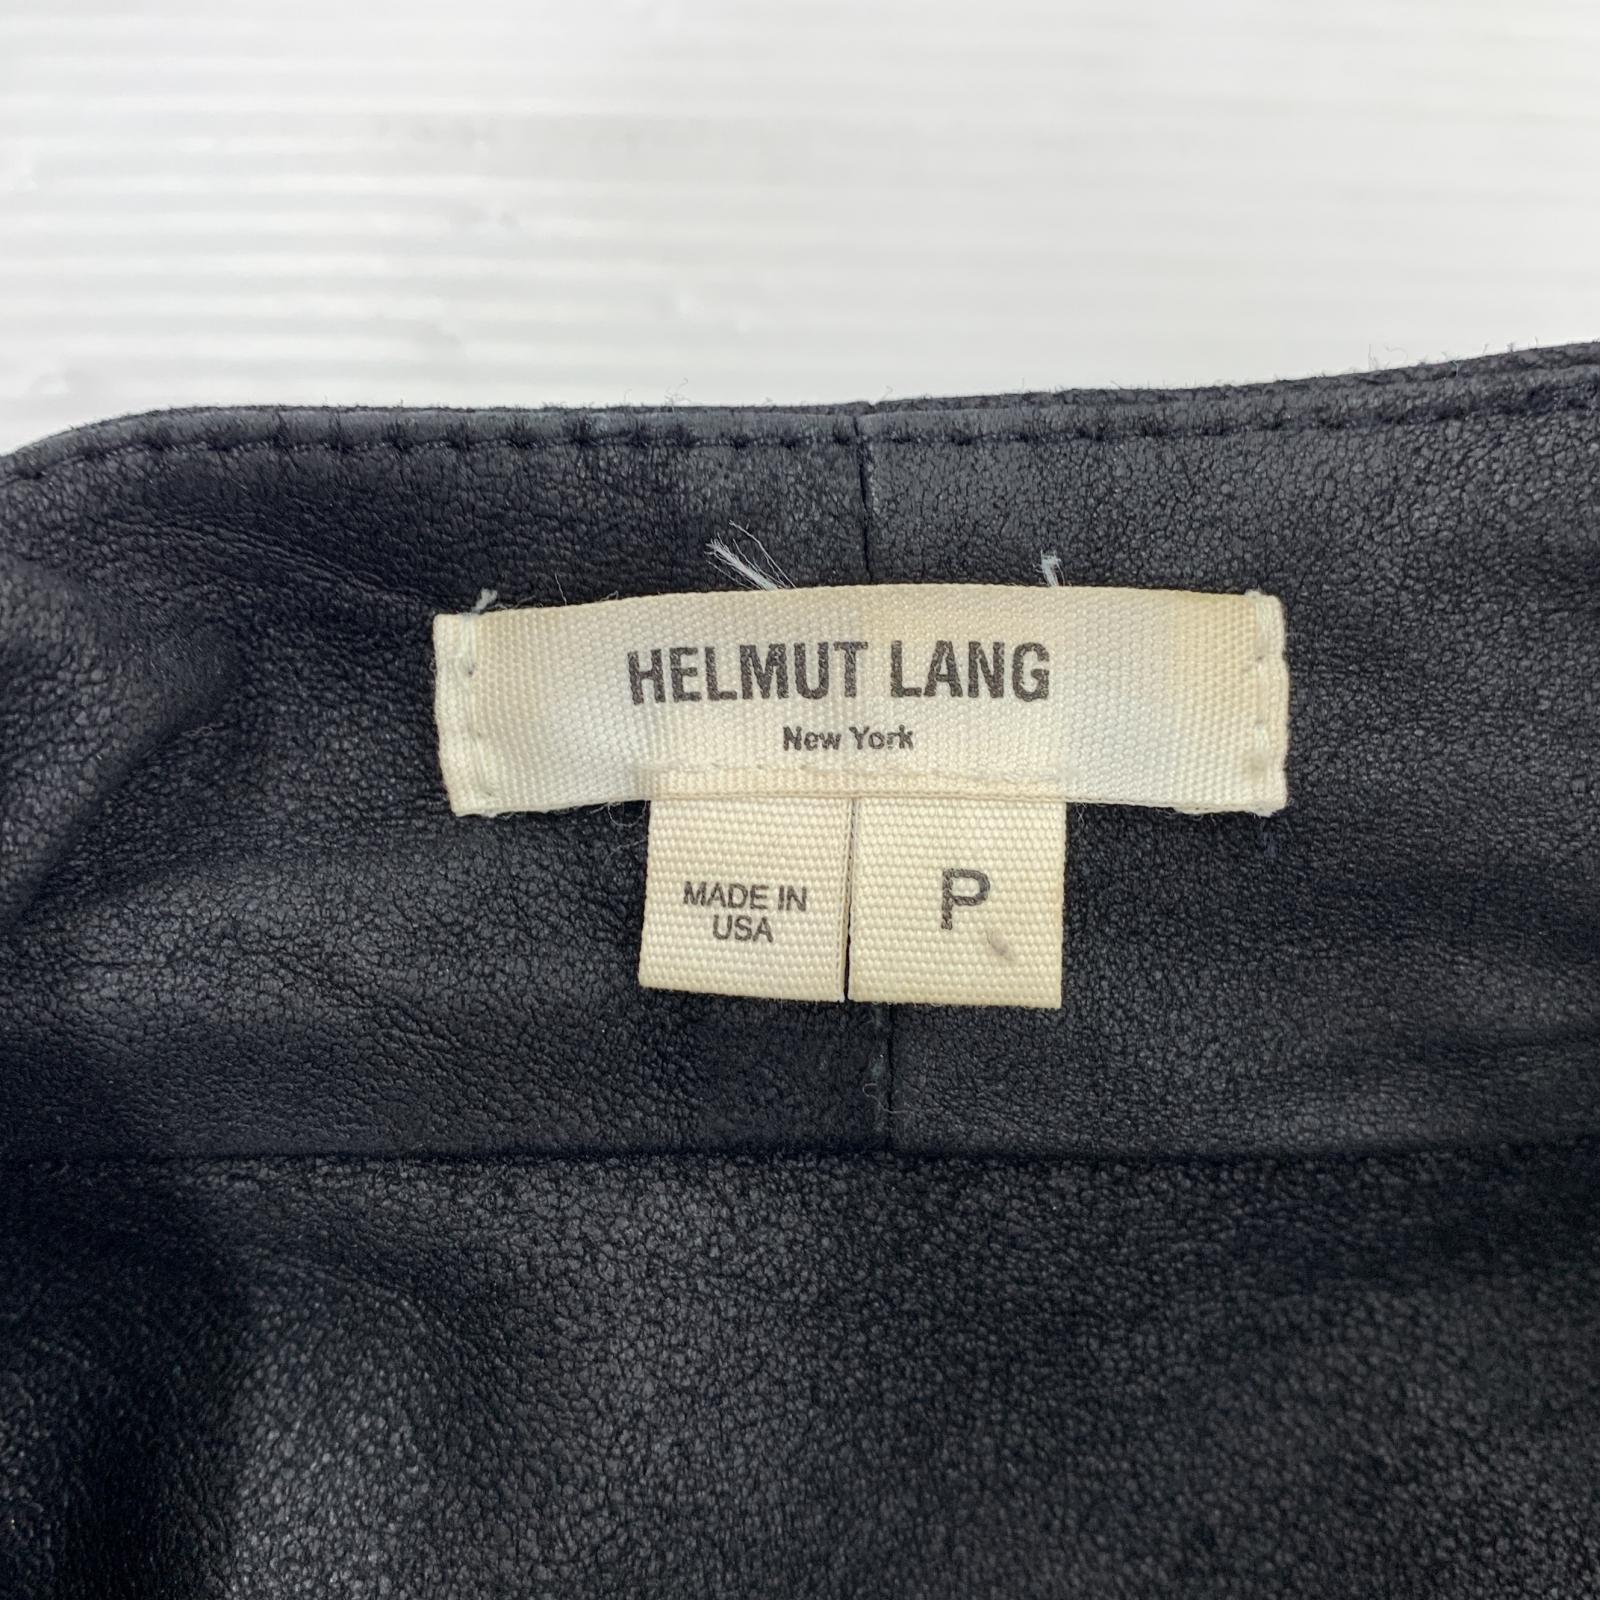 HELMUT LANG
New York
MADE IN
USA
P